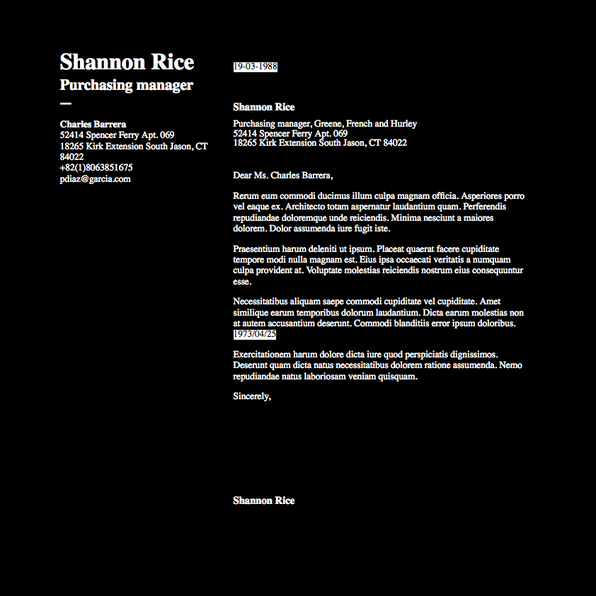 Shannon Rice
Purchasing manager
Charles Barrera
52414 Spencer Ferry Apt. 069
18265 Kirk Extension South Jason, CT
84022
+82(1)8063851675
pdiaz@garcia.com
19-03-1988
Shannon Rice
Purchasing manager, Greene, French and Hurley
52414 Spencer Ferry Apt. 069
18265 Kirk Extension South Jason, CT 84022
Dear Ms. Charles Barrera,
Rerum eum commodi ducimus illum culpa magnam officia. Asperiores porro
vel eaque ex. Architecto totam aspernatur laudantium quam. Perferendis
repudiandae doloremque unde reiciendis. Minima nesciunt a maiores
dolorem. Dolor assumenda iure fugit iste.
Praesentium harum deleniti ut ipsum. Placeat quaerat facere cupiditate
tempore modi nulla magnam est. Eius ipsa occaecati veritatis a numquam
culpa provident at. Voluptate molestias reiciendis nostrum eius consequuntur
esse.
Necessitatibus aliquam saepe commodi cupiditate vel cupiditate. Amet
similique earum temporibus dolorum laudantium. Dicta earum molestias non
at autem accusantium deserunt. Commodi blanditiis error ipsum doloribus.
1973/04/25
Exercitationem harum dolore dicta iure quod perspiciatis dignissimos.
Deserunt quam dicta natus necessitatibus dolorem ratione assumenda. Nemo
repudiandae natus laboriosam veniam quisquam.
Sincerely,
Shannon Rice